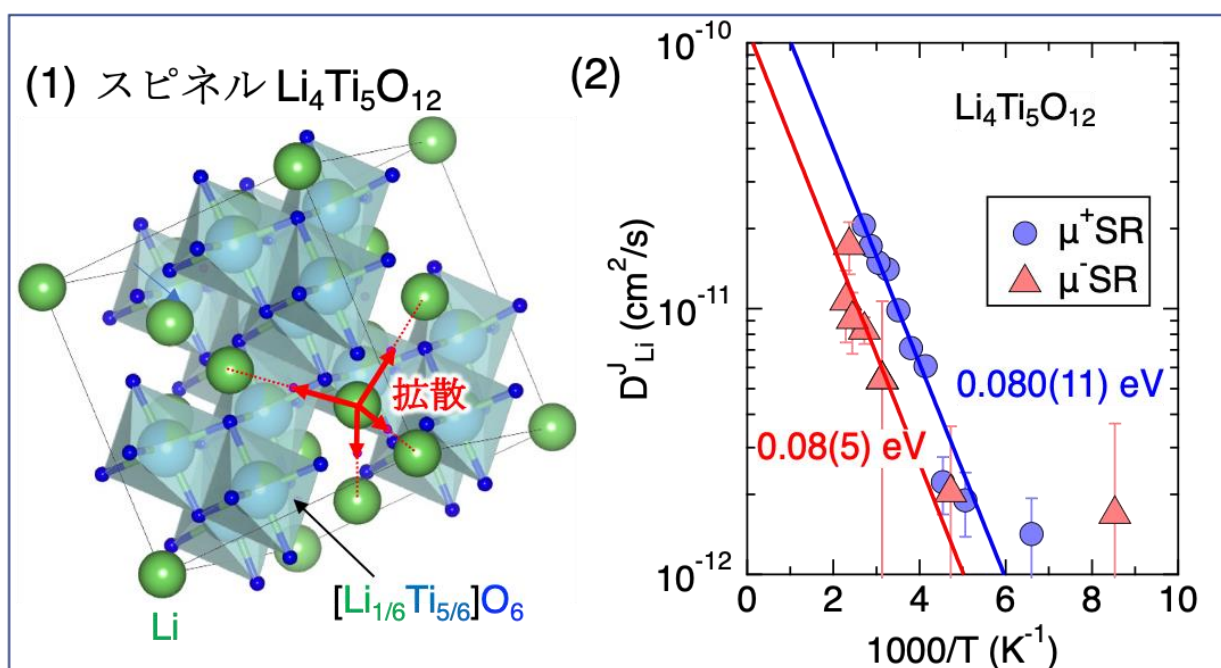 (1) スピネル Li₄Ti₅O₁₂
拡散
Li
[Li₁/₆Ti₅/₆]O₆
(2)
Li₄Ti₅O₁₂
μ⁺SR
μ⁻SR
0.080(11) eV
0.08(5) eV
Dᴶ_Li (cm²/s)
10⁻¹⁰
10⁻¹¹
10⁻¹²
0 2 4 6 8 10
1000/T (K⁻¹)